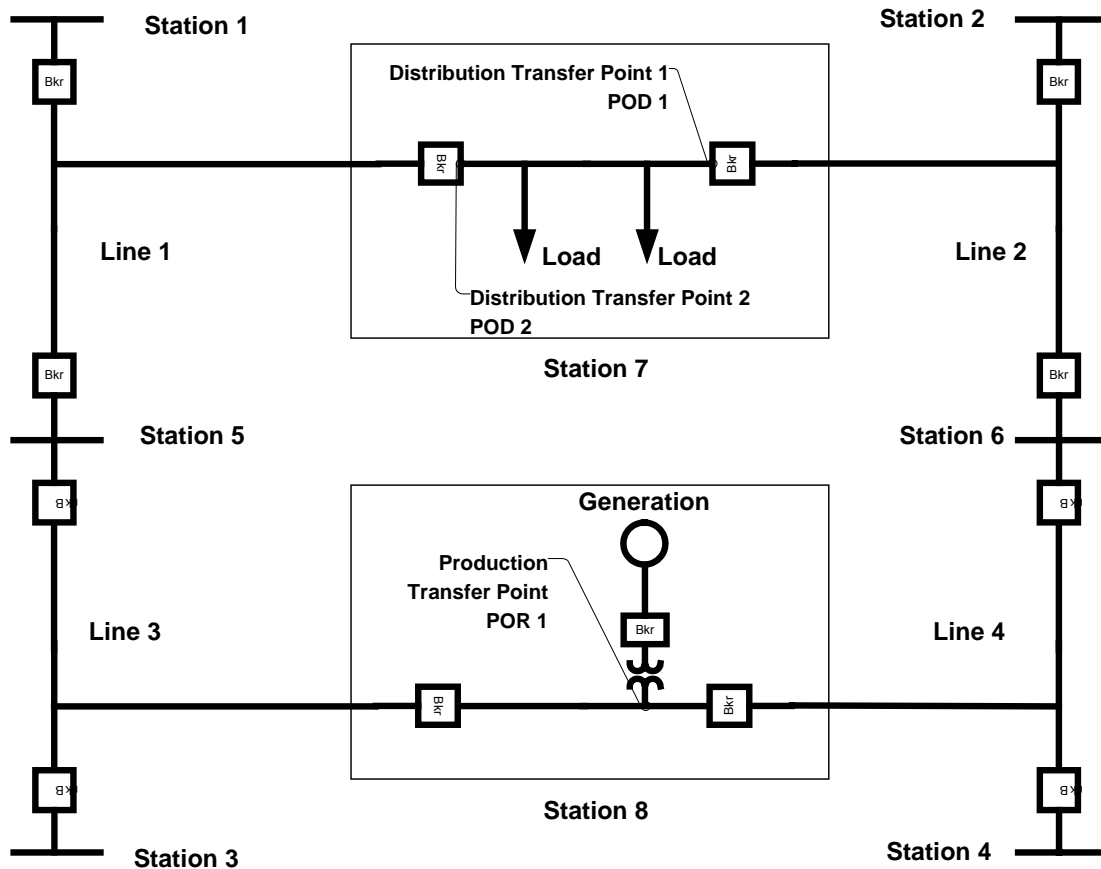 Station 1
Station 2
Bkr
Bkr
Distribution Transfer Point 1
POD 1
Bkr
Bkr
Line 1
Load
Load
Line 2
Distribution Transfer Point 2
POD 2
Station 7
Bkr
Bkr
Station 5
Station 6
Generation
Production
Transfer Point
POR 1
Bkr
Line 3
Line 4
Bkr
Bkr
Station 8
Station 3
Station 4